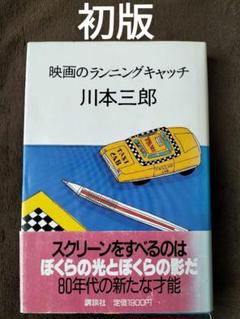 初版
映画のランニングキャッチ
川本三郎
TAXI
CAB
スクリーンをすべるのは
ぼくらの光とぼくらの影だ
80年代の新たな才能
講談社 定価1900円